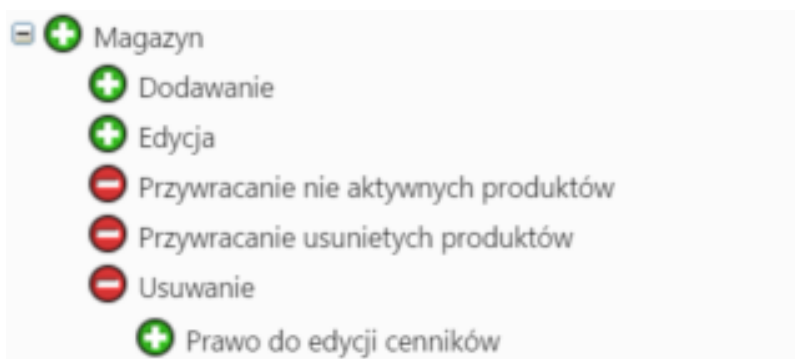 Magazyn
Dodawanie
Edycja
Przywracanie nie aktywnych produktów
Przywracanie usunietych produktów
Usuwanie
Prawo do edycji cenników